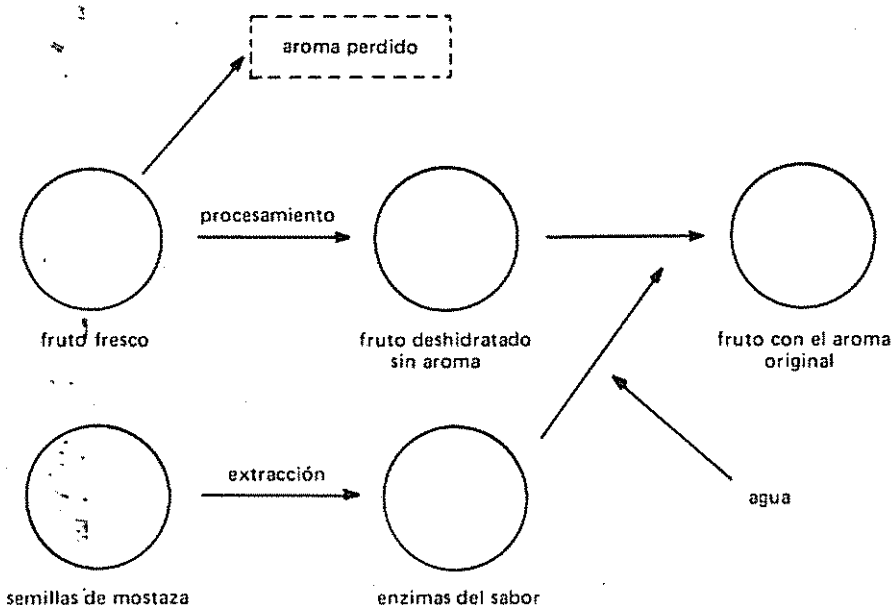 aroma perdido
procesamiento
fruto fresco
fruto deshidratado
sin aroma
fruto con el aroma
original
extracción
agua
semillas de mostaza
enzimas del sabor